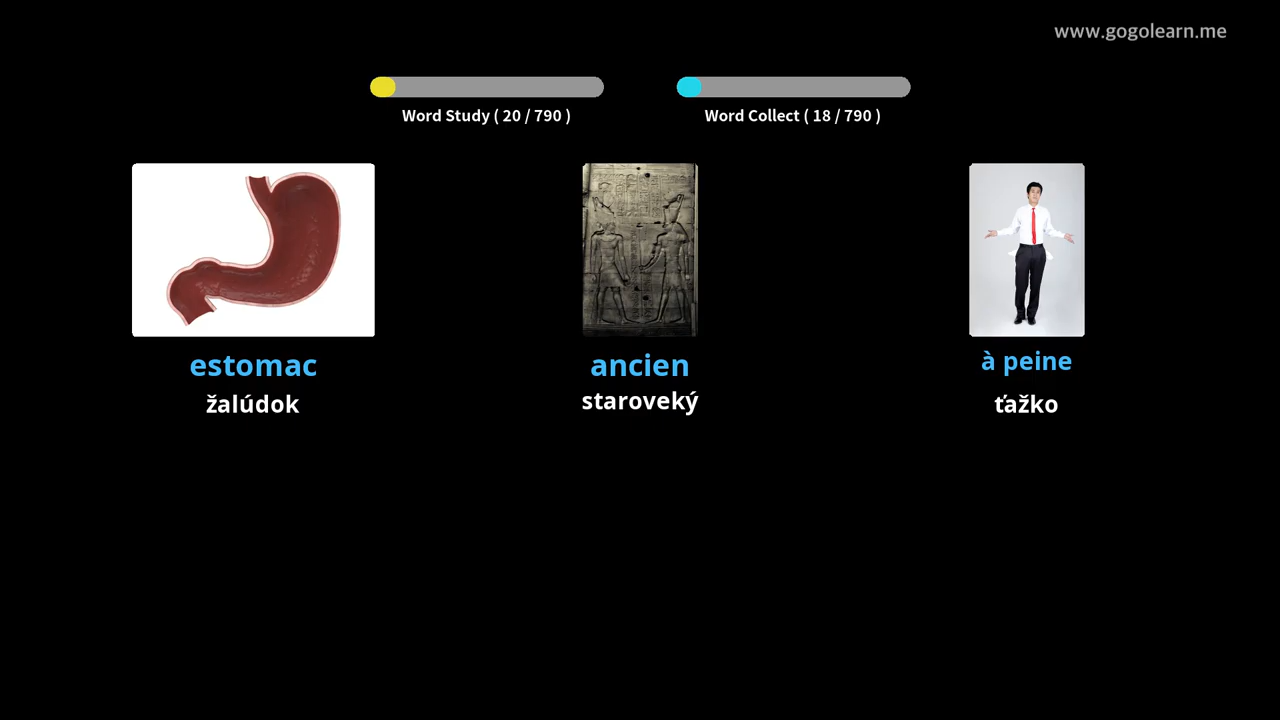 www.gogolearn.me
Word Study ( 20 / 790 )
Word Collect ( 18 / 790 )
estomac
ancien
à peine
žalúdok
staroveký
ťažko